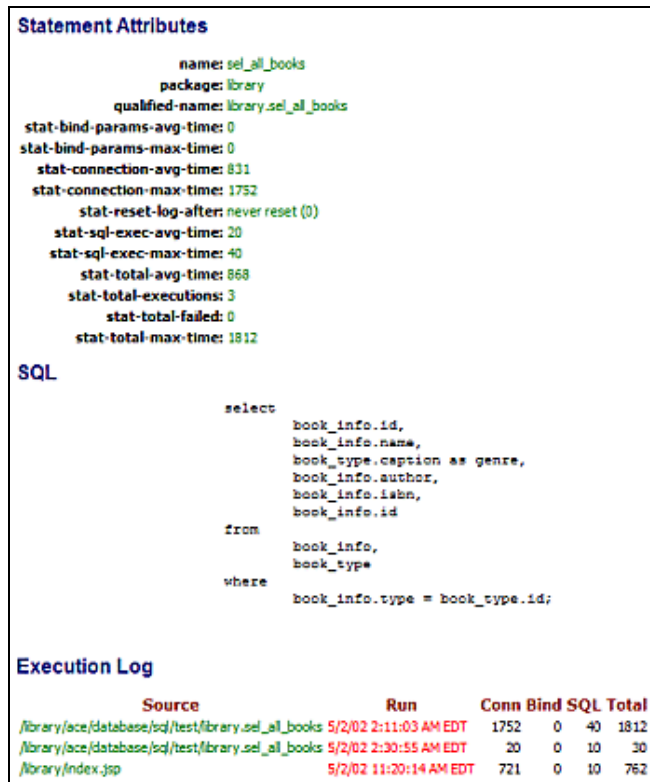 Statement Attributes
name: sel_all_books
package: library
qualified-name: library.sel_all_books
stat-bind-params-avg-time: 0
stat-bind-params-max-time: 0
stat-connection-avg-time: 831
stat-connection-max-time: 1752
stat-reset-log-after: never reset (0)
stat-sql-exec-avg-time: 20
stat-sql-exec-max-time: 40
stat-total-avg-time: 868
stat-total-executions: 3
stat-total-failed: 0
stat-total-max-time: 1812
SQL
select
book_info.id,
book_info.name,
book_type.caption as genre,
book_info.author,
book_info.isbn,
book_info.id
from
book_info,
book_type
where
book_info.type = book_type.id;
Execution Log
Source Run Conn Bind SQL Total
/library/ace/database/sql/test/library.sel_all_books 5/2/02 2:11:03 AM EDT 1752 0 40 1812
/library/ace/database/sql/test/library.sel_all_books 5/2/02 2:30:55 AM EDT 20 0 10 30
/library/index.jsp 5/2/02 11:20:14 AM EDT 721 0 10 762